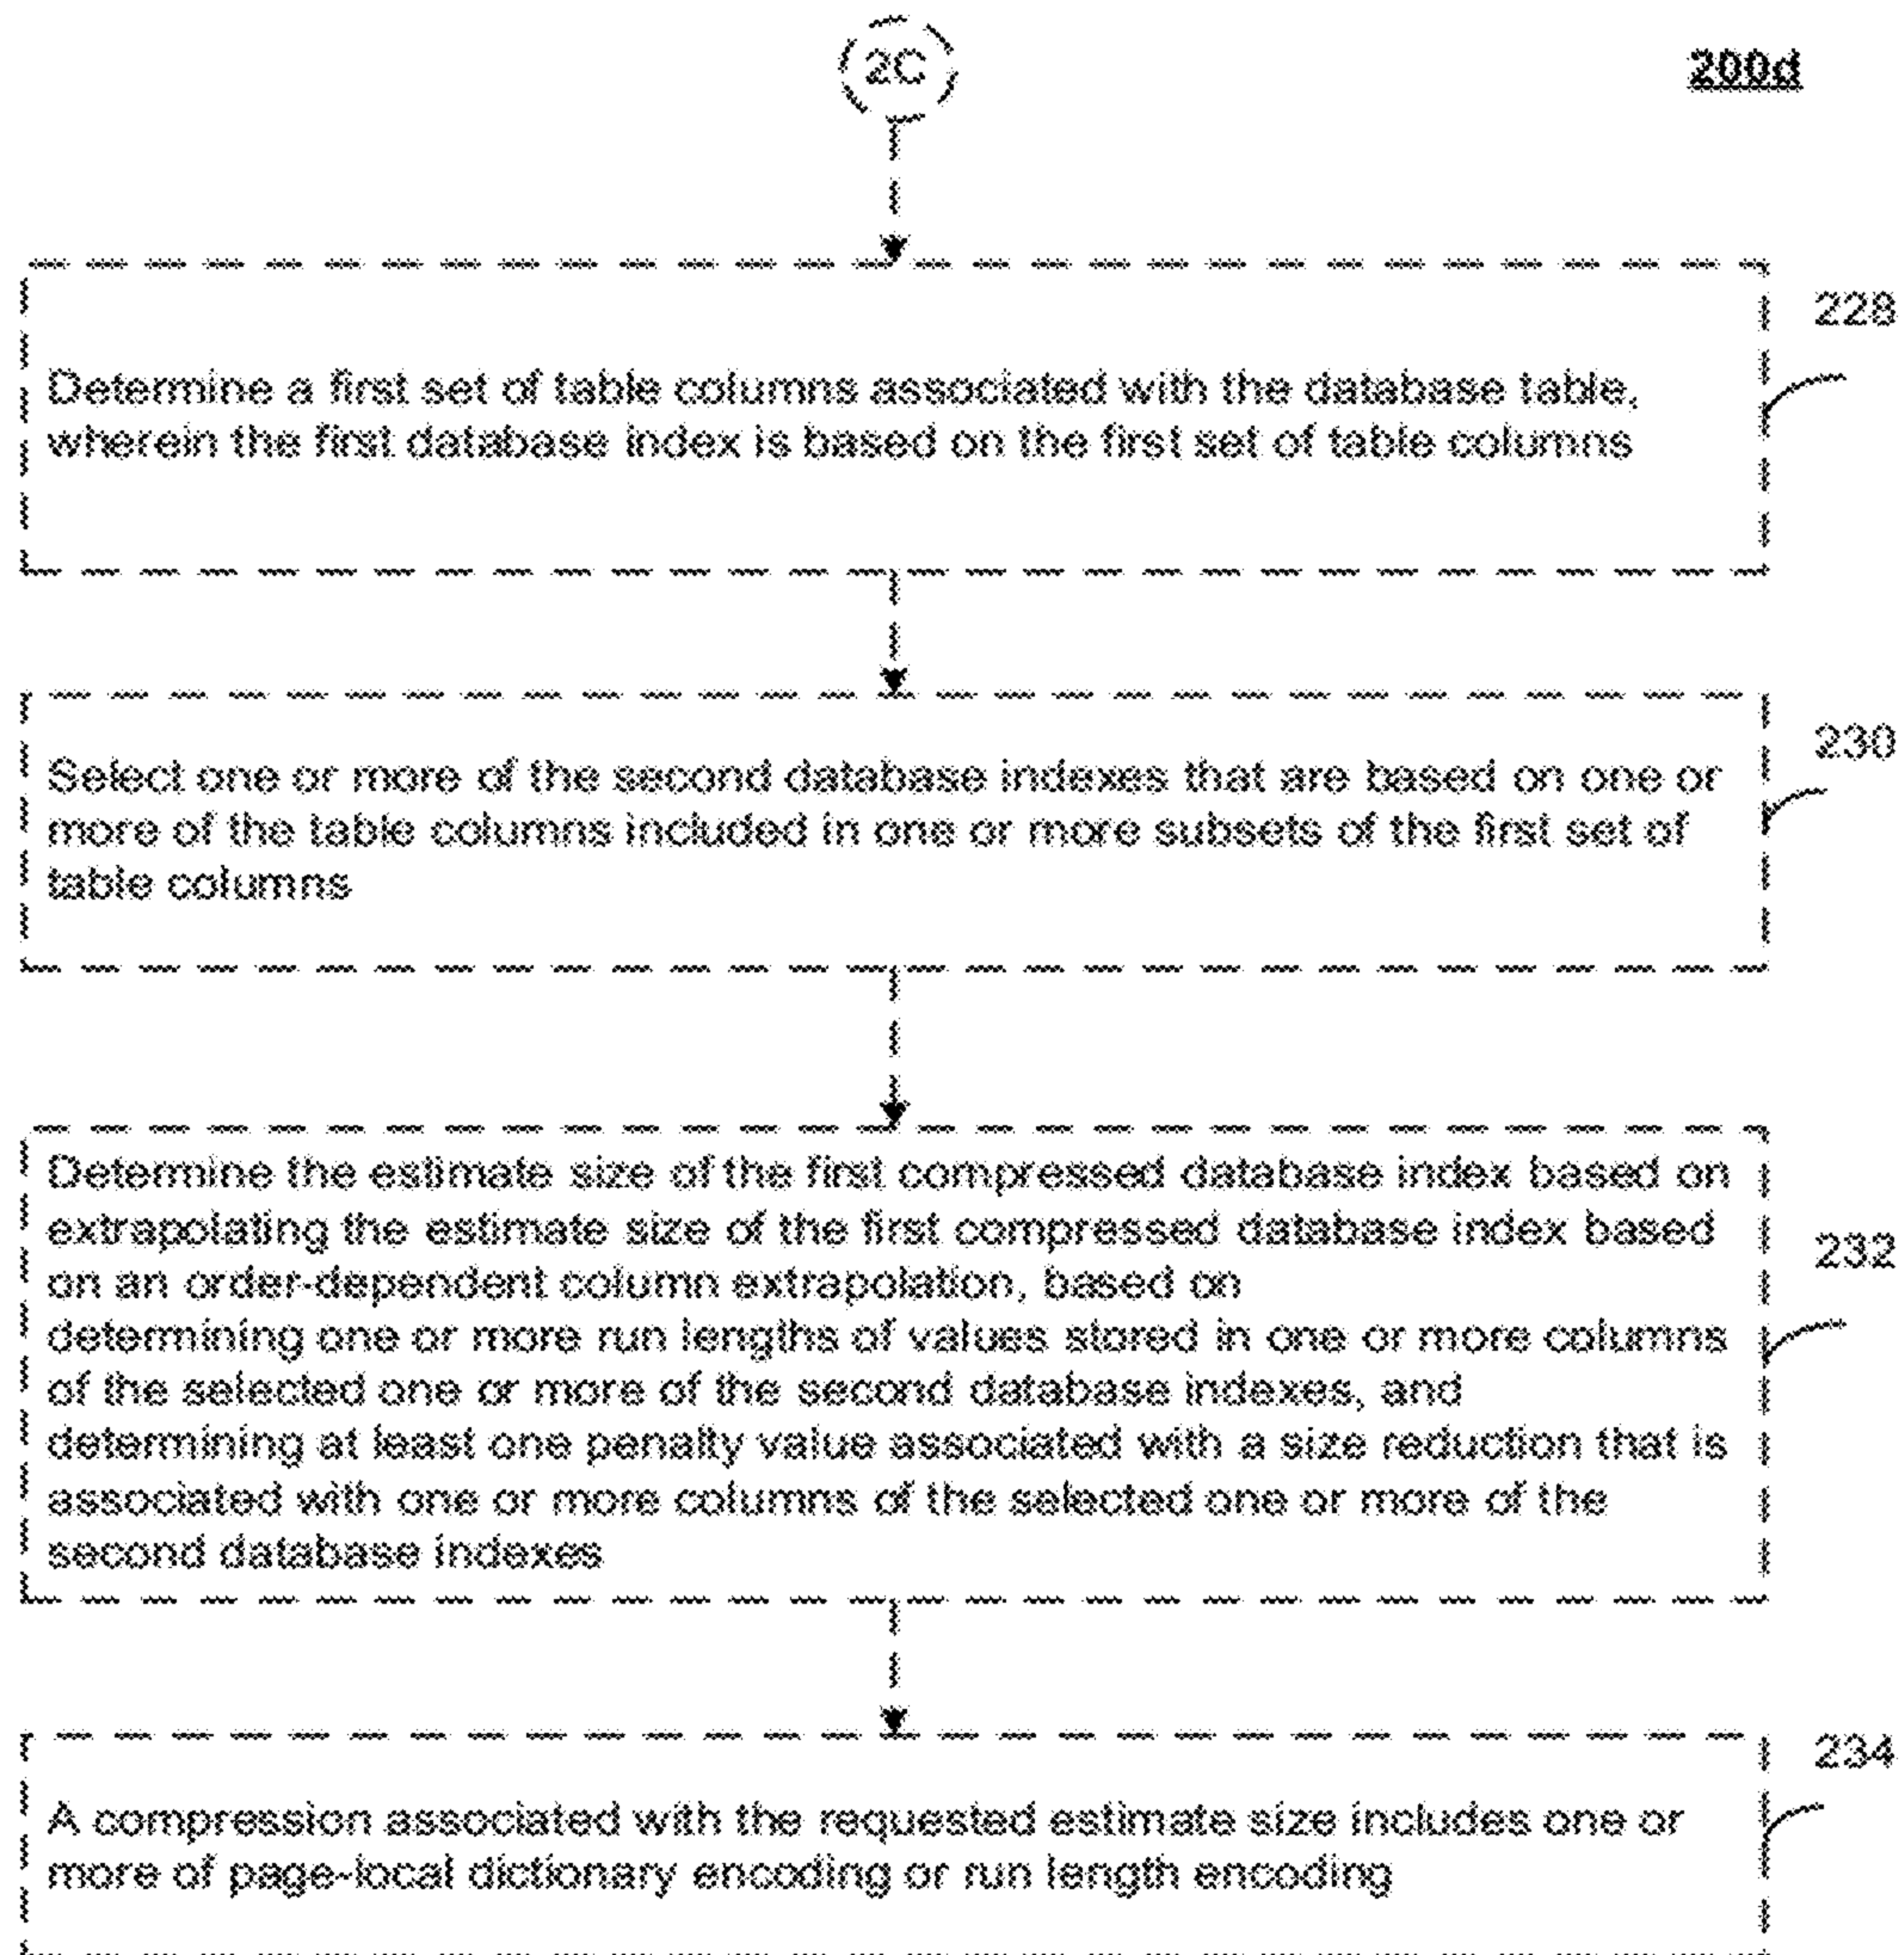 2C
200d
228
Determine a first set of table columns associated with the database table,
wherein the first database index is based on the first set of table columns
230
Select one or more of the second database indexes that are based on one or
more of the table columns included in one or more subsets of the first set of
table columns
Determine the estimate size of the first compressed database index based on
extrapolating the estimate size of the first compressed database index based
232
on an order-dependent column extrapolation, based on
determining one or more run lengths of values stored in one or more columns
of the selected one or more of the second database indexes, and
determining at least one penalty value associated with a size reduction that is
associated with one or more columns of the selected one or more of the
second database indexes
234
A compression associated with the requested estimate size includes one or
more of page-local dictionary encoding or run length encoding